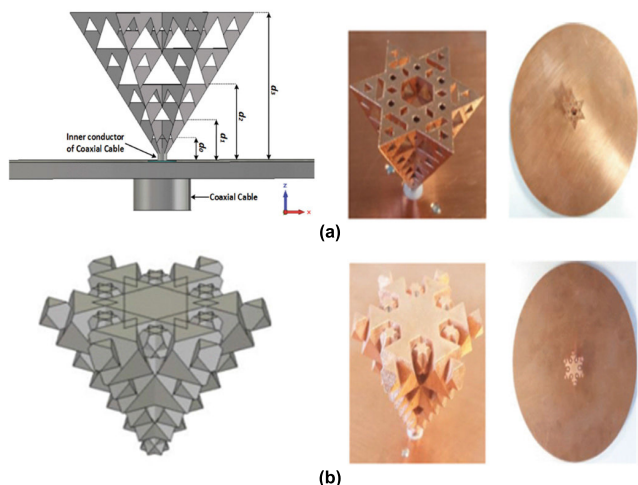 d₃
d₂
d₁
d₀
Inner conductor
of Coaxial Cable
Coaxial Cable
z
x
(a)
(b)